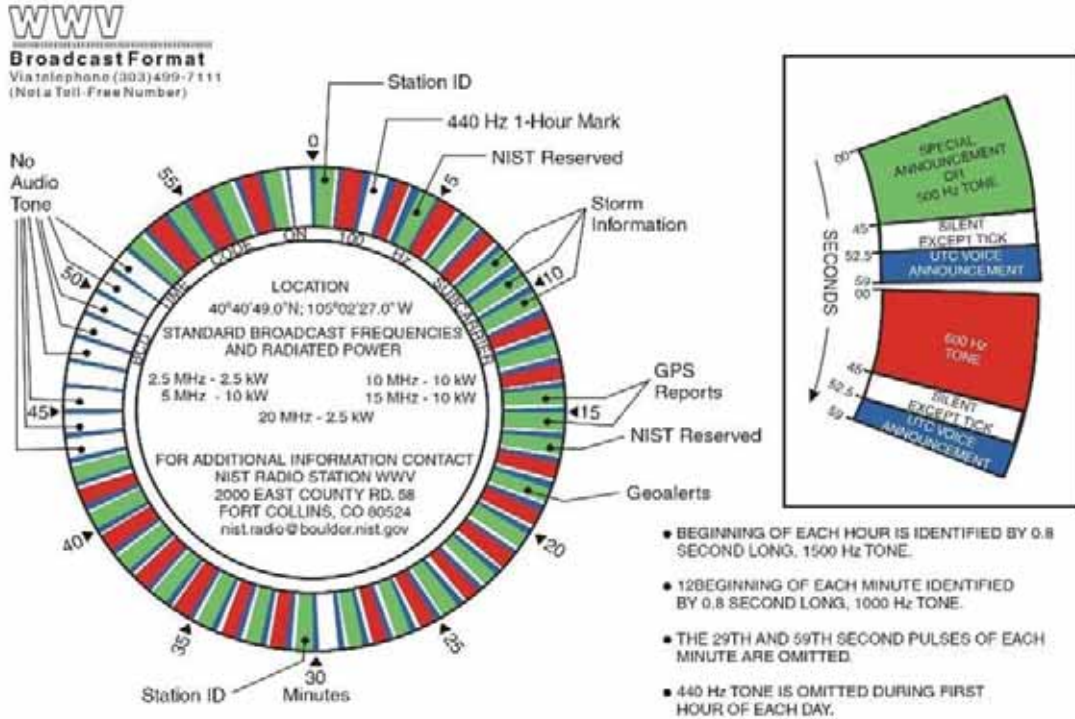 WWV
Broadcast Format
Via telephone (303) 499-7111
(Not a Toll-Free Number)
Station ID
440 Hz 1-Hour Mark
NIST Reserved
Storm
Information
GPS
Reports
NIST Reserved
Geoalerts
No
Audio
Tone
0
5
10
15
20
25
30
35
40
45
50
55
Minutes
Station ID
BCD TIME CODE ON 100 Hz SUBCARRIER
LOCATION
40°40'49.0"N; 105°02'27.0" W
STANDARD BROADCAST FREQUENCIES
AND RADIATED POWER
2.5 MHz - 2.5 kW 10 MHz - 10 kW
5 MHz - 10 kW 15 MHz - 10 kW
20 MHz - 2.5 kW
FOR ADDITIONAL INFORMATION CONTACT
NIST RADIO STATION WWV
2000 EAST COUNTY RD. 58
FORT COLLINS, CO 80524
nist.radio@boulder.nist.gov
SECONDS
00
SPECIAL
ANNOUNCEMENT
OR
500 Hz TONE
45
SILENT
EXCEPT TICK
52.5
UTC VOICE
ANNOUNCEMENT
59
00
600 Hz
TONE
45
SILENT
EXCEPT TICK
52.5
UTC VOICE
ANNOUNCEMENT
59
• BEGINNING OF EACH HOUR IS IDENTIFIED BY 0.8
SECOND LONG, 1500 Hz TONE.
• 12BEGINNING OF EACH MINUTE IDENTIFIED
BY 0.8 SECOND LONG, 1000 Hz TONE.
• THE 29TH AND 59TH SECOND PULSES OF EACH
MINUTE ARE OMITTED.
• 440 Hz TONE IS OMITTED DURING FIRST
HOUR OF EACH DAY.